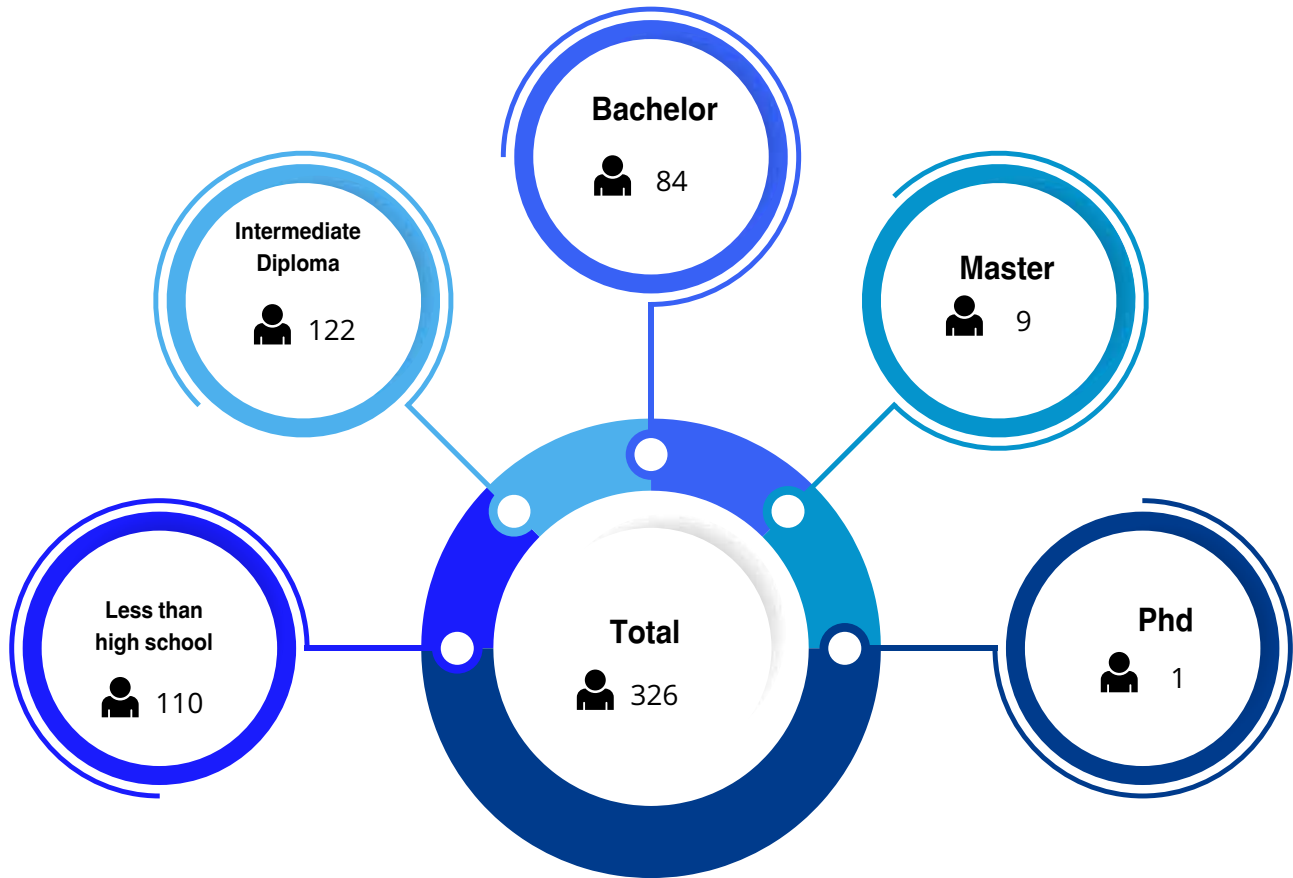 Bachelor
84
Intermediate
Diploma
122
Master
9
Less than
high school
110
Total
326
Phd
1